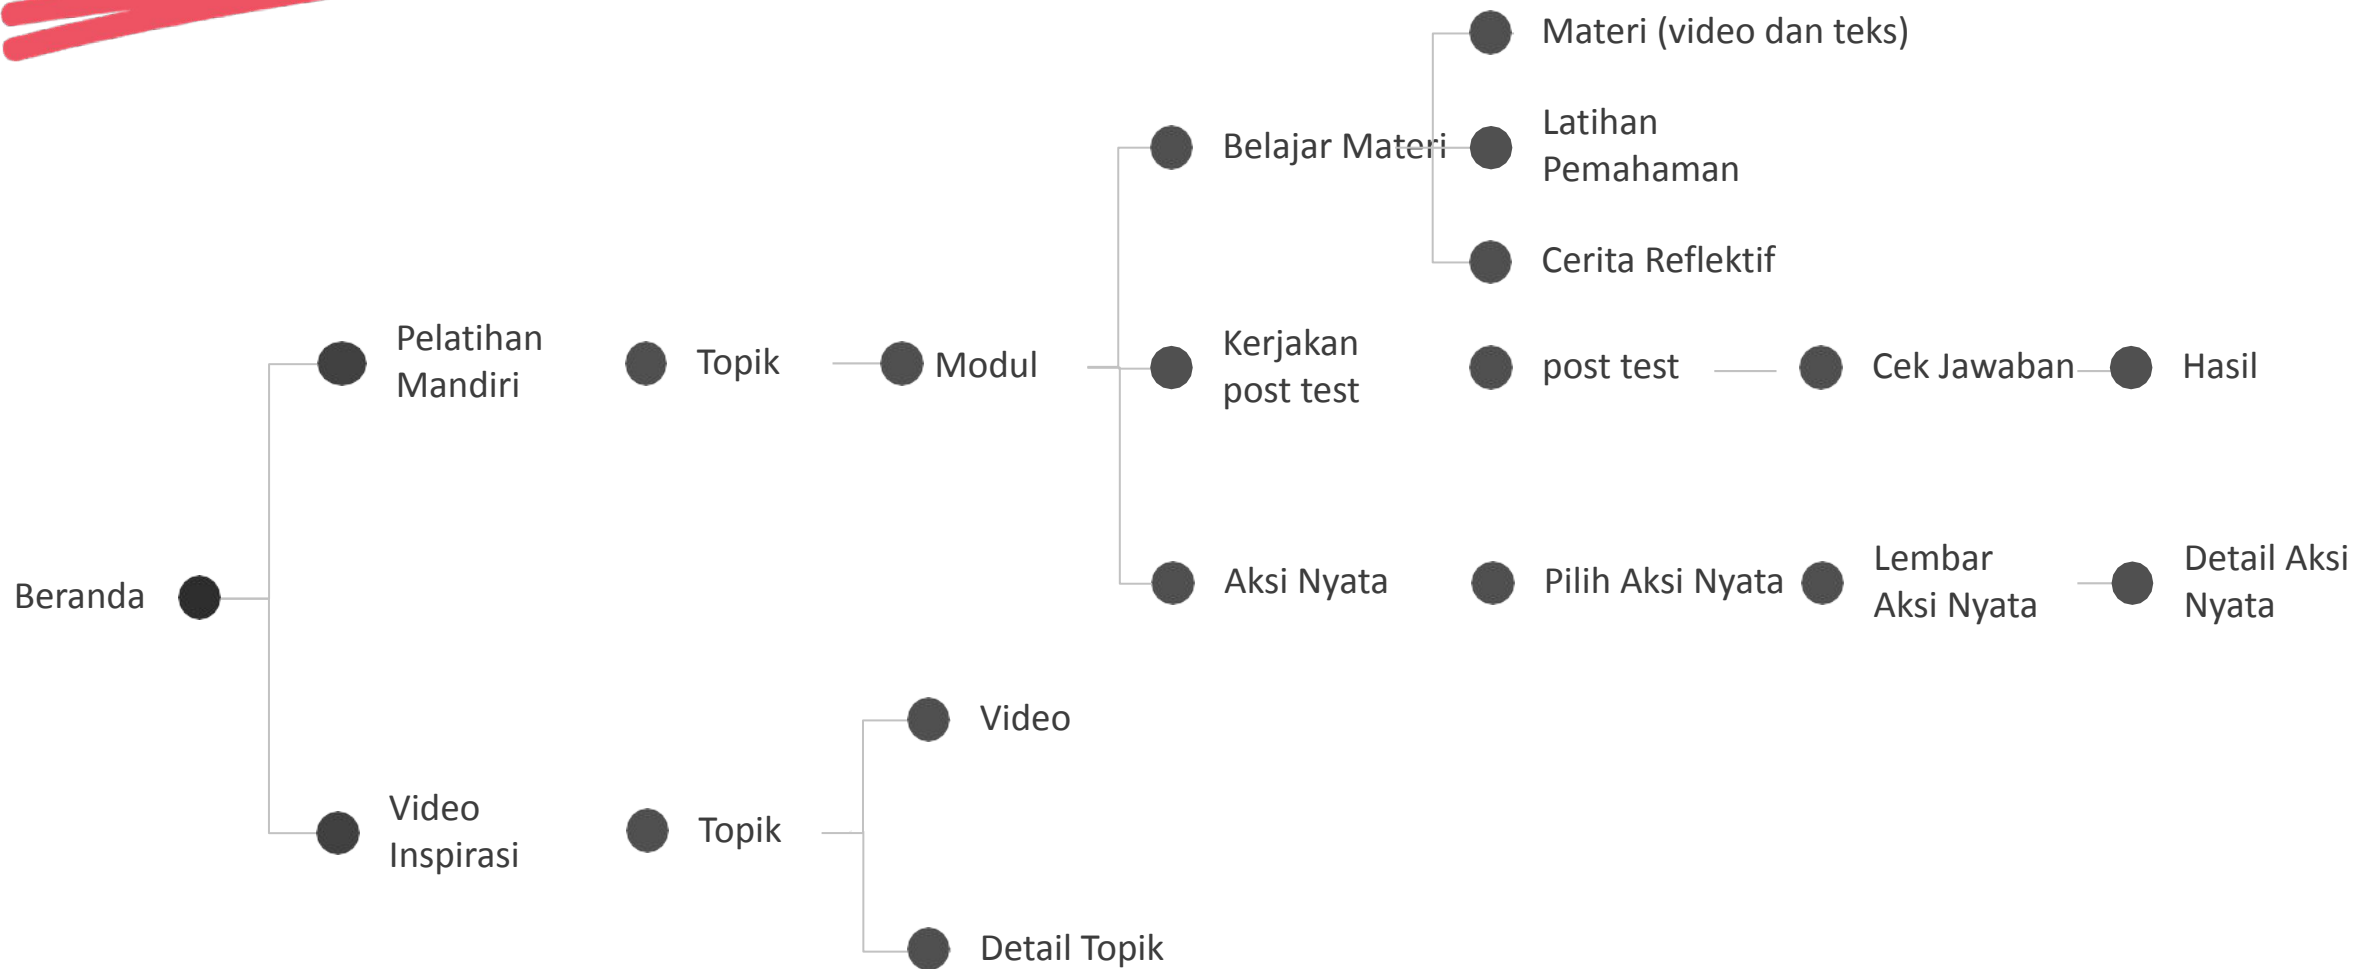 Materi (video dan teks)
Latihan
Pemahaman
Belajar Materi
Cerita Reflektif
Pelatihan
Mandiri
Topik
Modul
Kerjakan
post test
post test
Cek Jawaban
Hasil
Beranda
Aksi Nyata
Pilih Aksi Nyata
Lembar
Aksi Nyata
Detail Aksi
Nyata
Video
Inspirasi
Topik
Video
Detail Topik